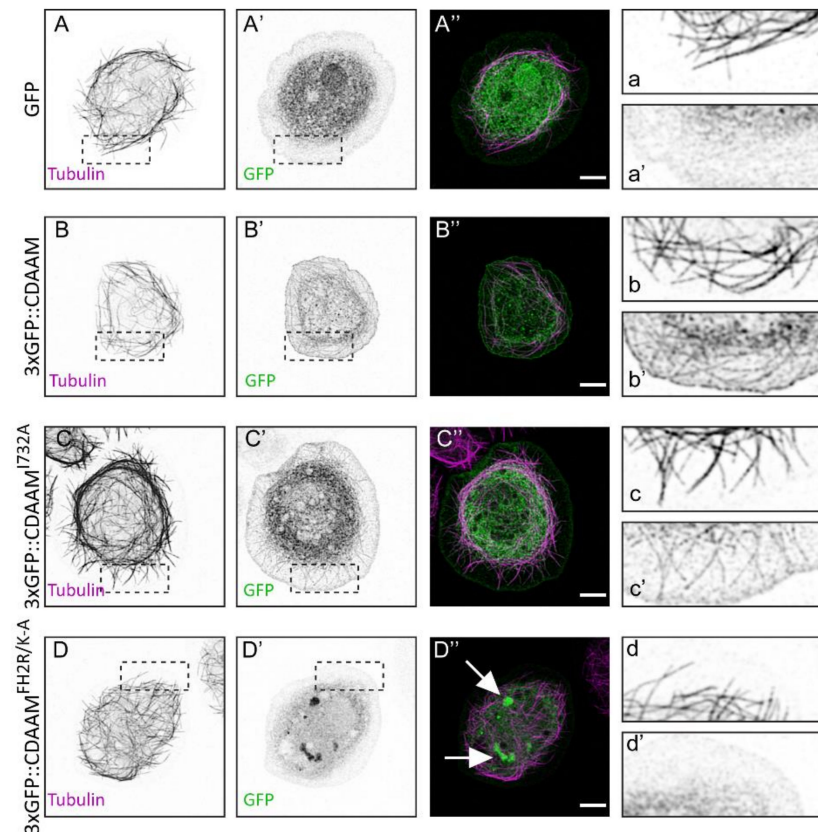 GFP
A
Tubulin
A'
GFP
A''
a
a'
3xGFP::CDAAM
B
Tubulin
B'
GFP
B''
b
b'
3xGFP::CDAAM^I732A
C
Tubulin
C'
GFP
C''
c
c'
3xGFP::CDAAM^FH2R/K-A
D
Tubulin
D'
GFP
D''
d
d'